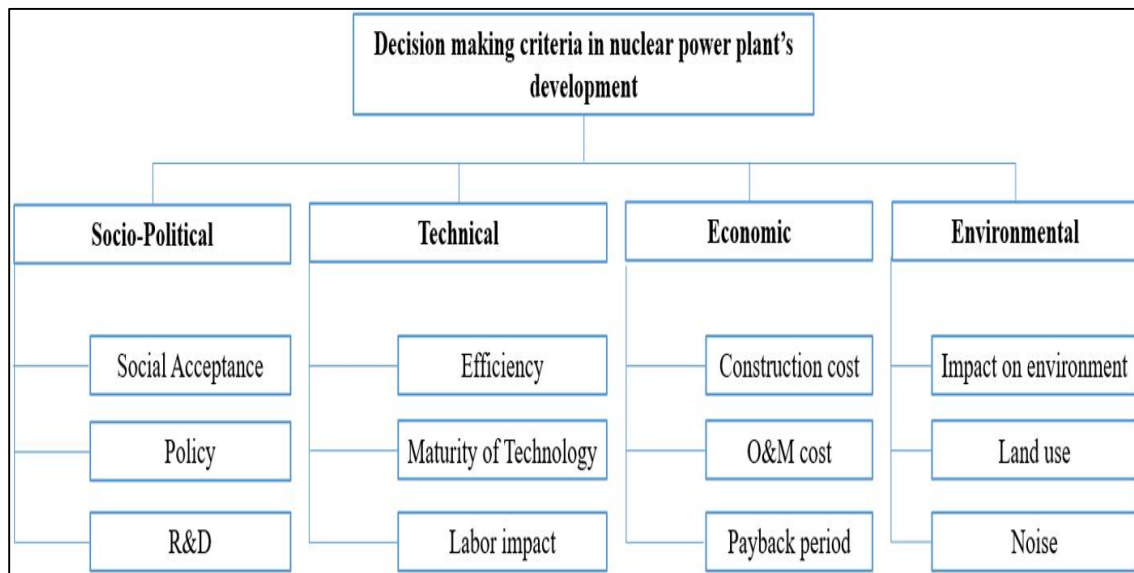 Decision making criteria in nuclear power plant’s
development
Socio-Political
Technical
Economic
Environmental
Social Acceptance
Efficiency
Construction cost
Impact on environment
Policy
Maturity of Technology
O&M cost
Land use
R&D
Labor impact
Payback period
Noise